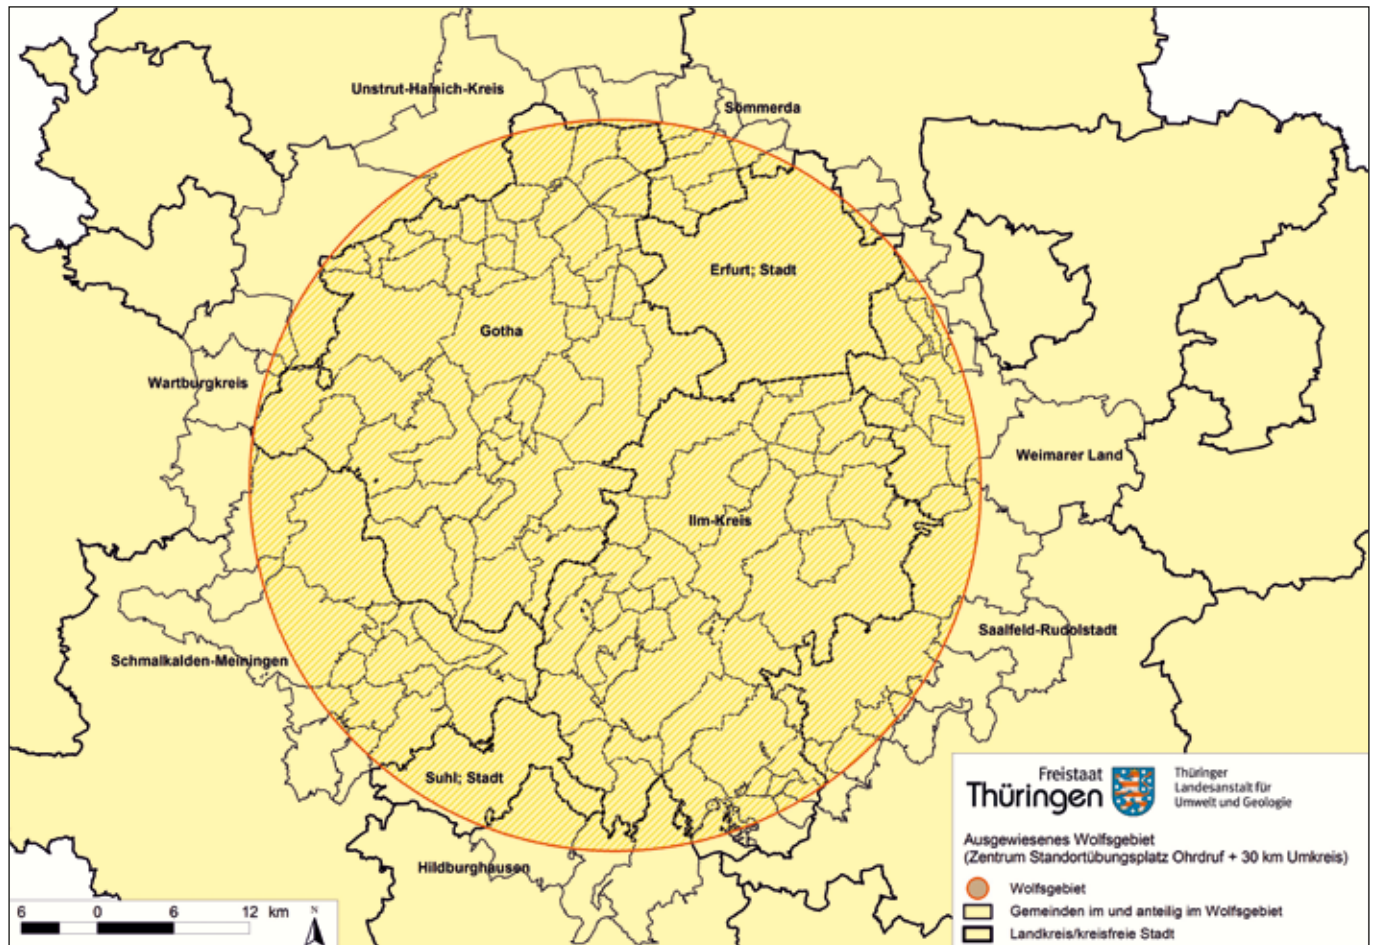 Unstrut-Hainich-Kreis
Sömmerda
Erfurt; Stadt
Gotha
Wartburgkreis
Weimarer Land
Ilm-Kreis
Saalfeld-Rudolstadt
Schmalkalden-Meiningen
Suhl; Stadt
Hildburghausen
Freistaat
Thüringen
Thüringer
Landesanstalt für
Umwelt und Geologie
Ausgewiesenes Wolfsgebiet
(Zentrum Standortübungsplatz Ohrdruf + 30 km Umkreis)
Wolfsgebiet
Gemeinden im und anteilig im Wolfsgebiet
Landkreis/kreisfreie Stadt
6 0 6 12 km
N